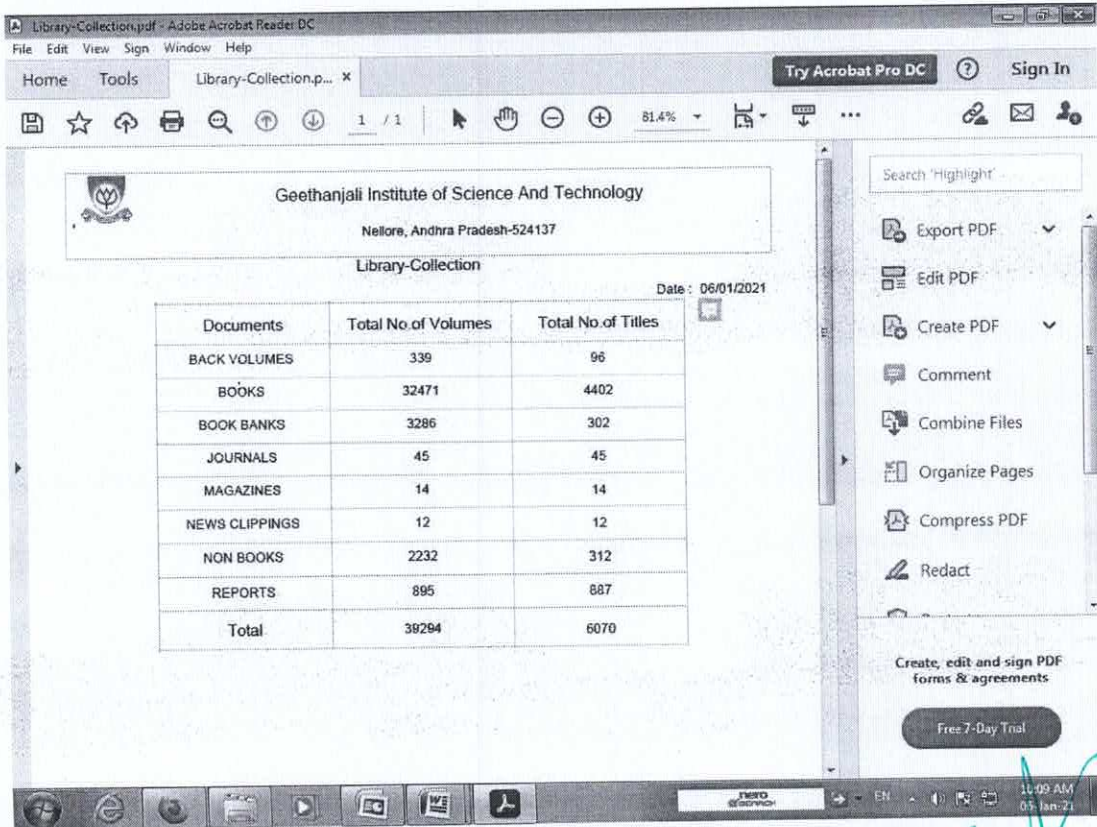 Library-Collection.pdf - Adobe Acrobat Reader DC
File Edit View Sign Window Help
Home Tools Library-Collection.p... × Try Acrobat Pro DC ? Sign In
1 / 1 81.4% ...
Search 'Highlight'
Geethanjali Institute of Science And Technology
Nellore, Andhra Pradesh-524137
Library-Collection
Date : 06/01/2021
Documents Total No.of Volumes Total No.of Titles
BACK VOLUMES 339 96
BOOKS 32471 4402
BOOK BANKS 3286 302
JOURNALS 45 45
MAGAZINES 14 14
NEWS CLIPPINGS 12 12
NON BOOKS 2232 312
REPORTS 895 887
Total 39294 6070
Export PDF
Edit PDF
Create PDF
Comment
Combine Files
Organize Pages
Compress PDF
Redact
Create, edit and sign PDF
forms & agreements
Free 7-Day Trial
nero
SEARCH
EN
10:09 AM
05-Jan-21